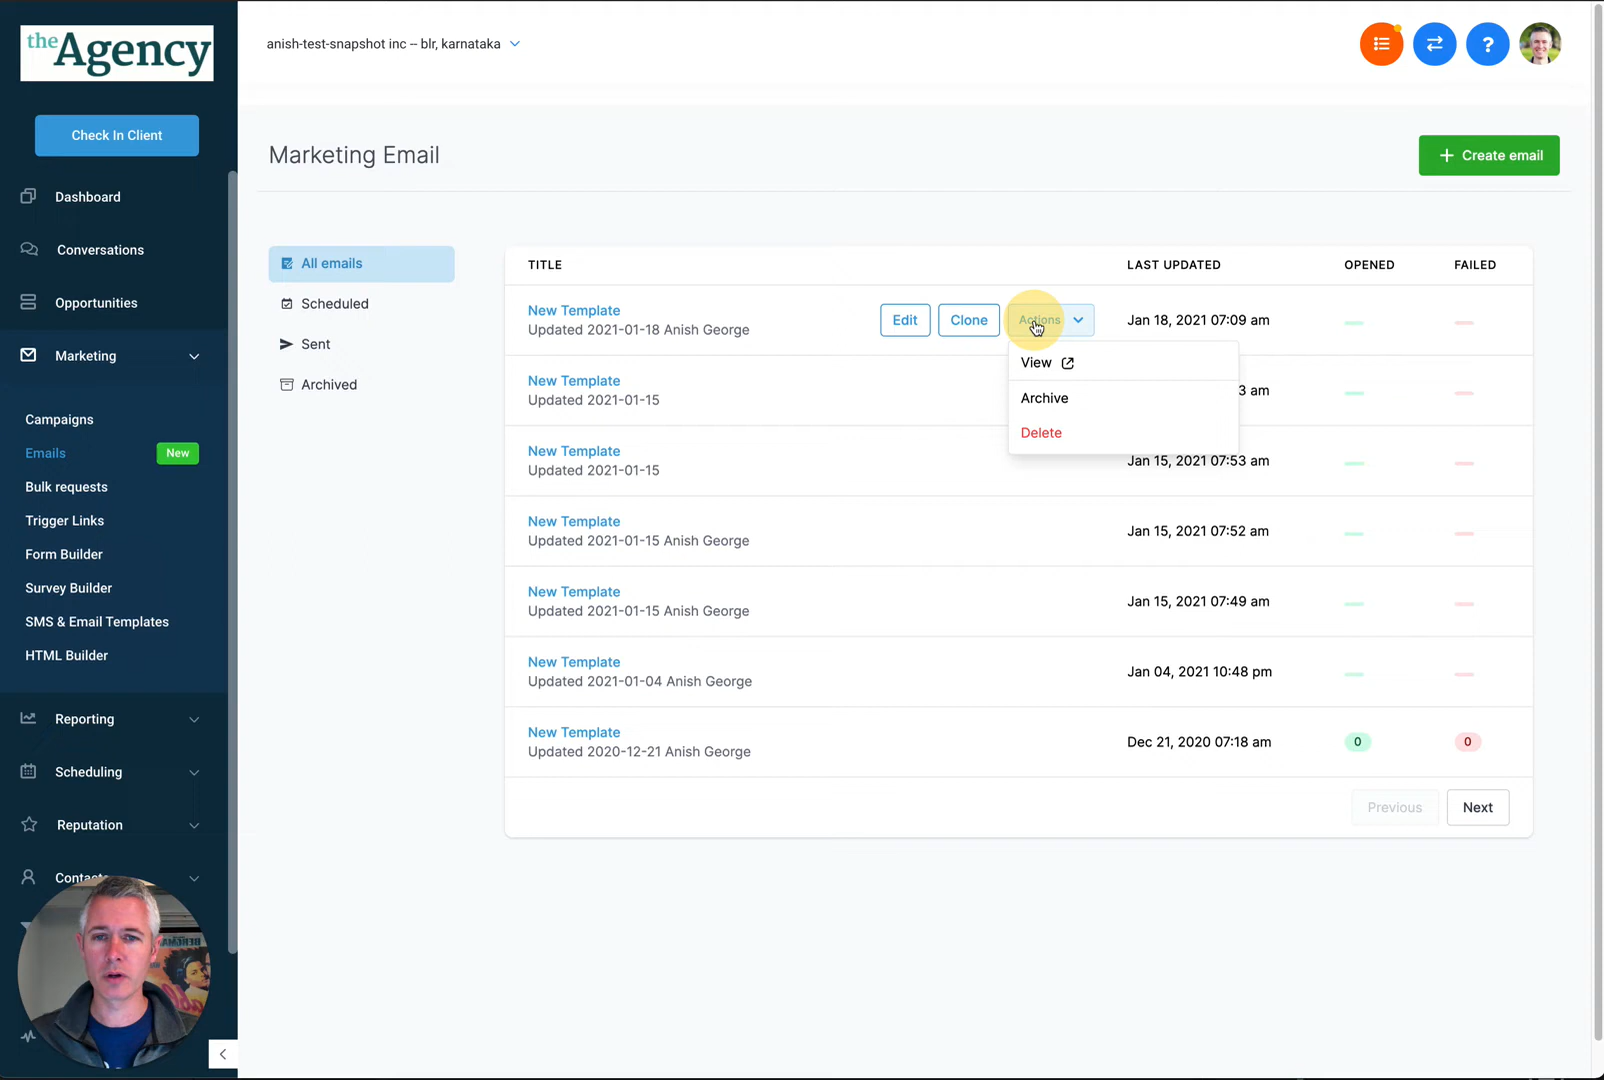 the
Agency
anish-test-snapshot inc -- blr, karnataka
?
Check In Client
Dashboard
Conversations
Opportunities
Marketing
Campaigns
Emails
New
Bulk requests
Trigger Links
Form Builder
Survey Builder
SMS & Email Templates
HTML Builder
Reporting
Scheduling
Reputation
Marketing Email
+ Create email
All emails
Scheduled
Sent
Archived
TITLE
LAST UPDATED
OPENED
FAILED
New Template
Updated 2021-01-18 Anish George
Edit
Clone
Actions
Jan 18, 2021 07:09 am
View
Archive
Delete
New Template
Updated 2021-01-15
3 am
New Template
Updated 2021-01-15
Jan 15, 2021 07:53 am
New Template
Updated 2021-01-15 Anish George
Jan 15, 2021 07:52 am
New Template
Updated 2021-01-15 Anish George
Jan 15, 2021 07:49 am
New Template
Updated 2021-01-04 Anish George
Jan 04, 2021 10:48 pm
New Template
Updated 2020-12-21 Anish George
Dec 21, 2020 07:18 am
0
0
Previous
Next